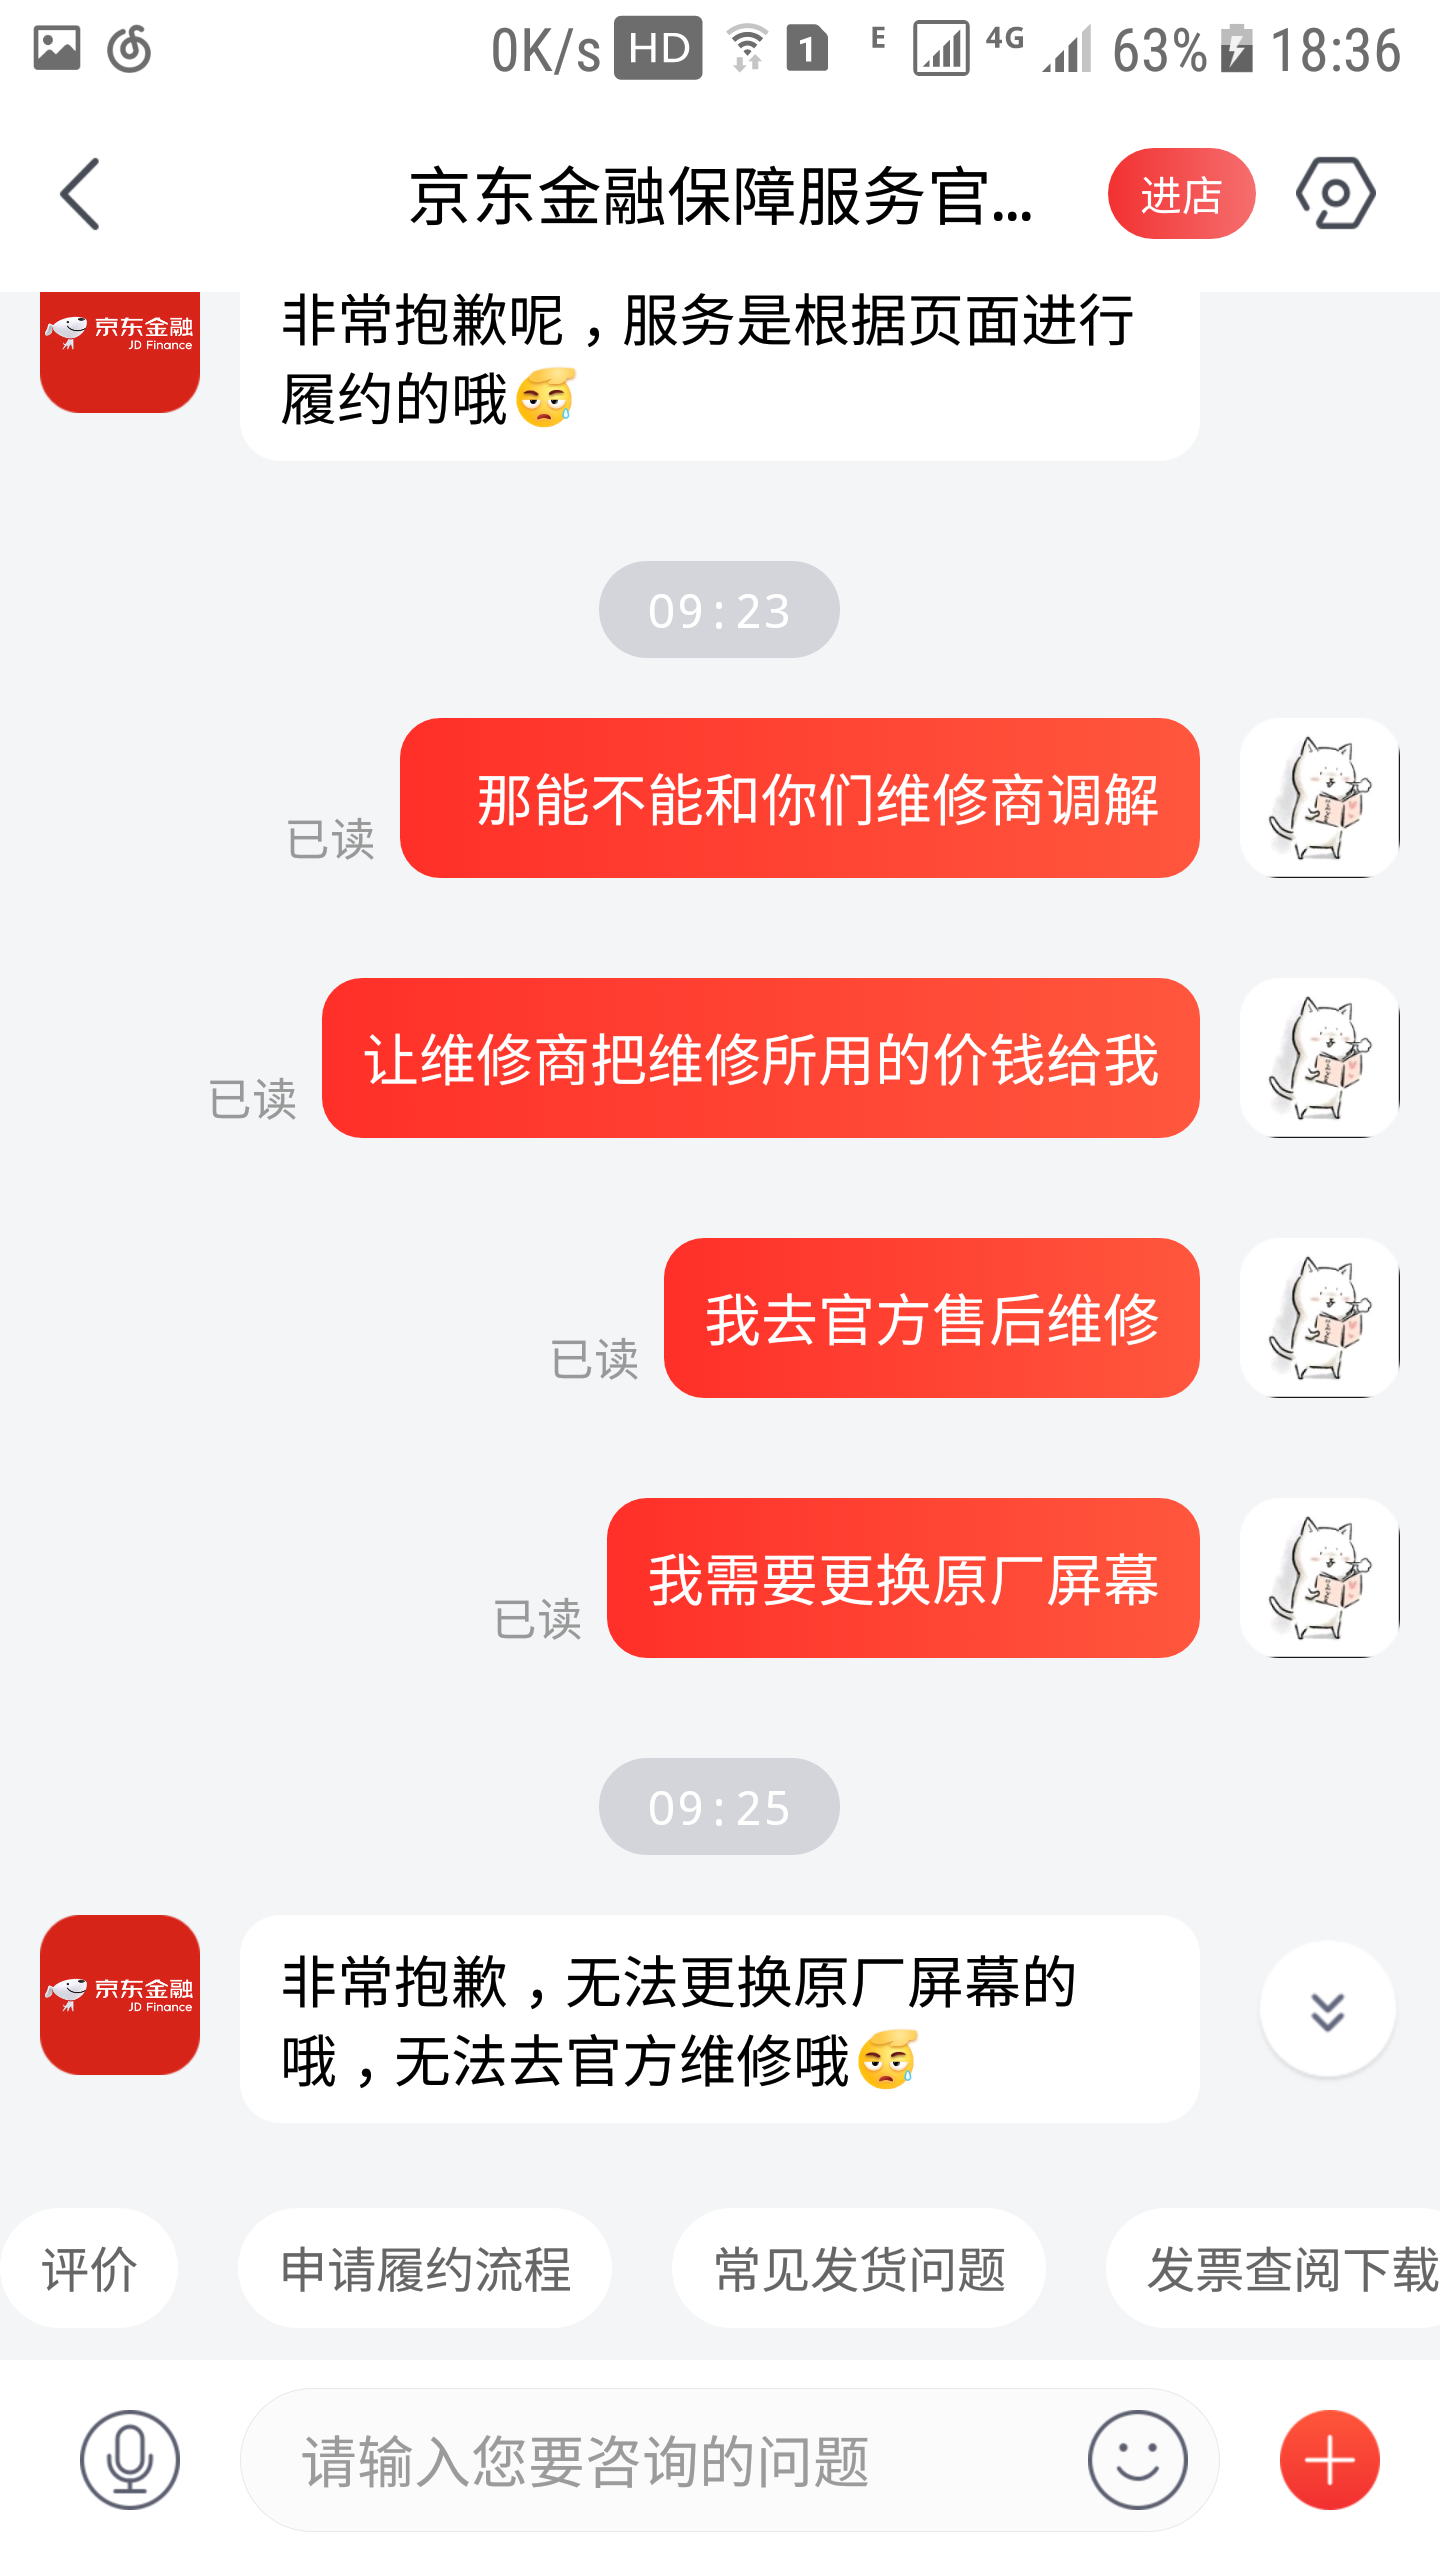 0K/s HD 1 E 4G 63% 18:36
京东金融保障服务官... 进店
京东金融
JD Finance
非常抱歉呢，服务是根据页面进行
履约的哦
09:23
那能不能和你们维修商调解
已读
让维修商把维修所用的价钱给我
已读
我去官方售后维修
已读
我需要更换原厂屏幕
已读
09:25
京东金融
JD Finance
非常抱歉，无法更换原厂屏幕的
哦，无法去官方维修哦
评价 申请履约流程 常见发货问题 发票查阅下载
请输入您要咨询的问题